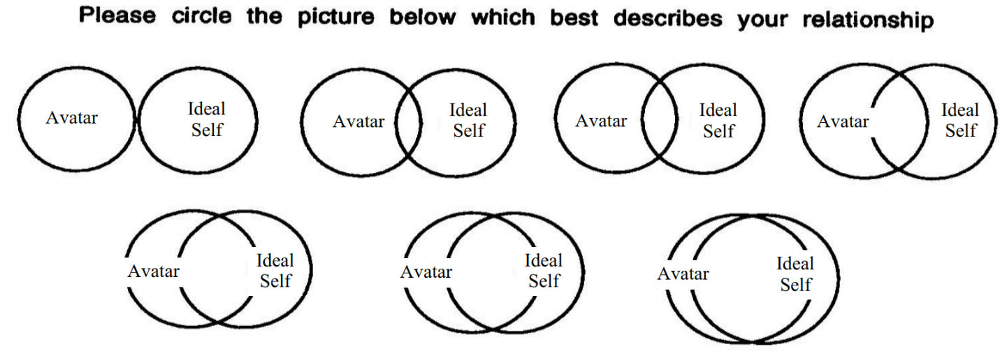 Please circle the picture below which best describes your relationship
Avatar
Ideal
Self
Avatar
Ideal
Self
Avatar
Ideal
Self
Avatar
Ideal
Self
Avatar
Ideal
Self
Avatar
Ideal
Self
Avatar
Ideal
Self